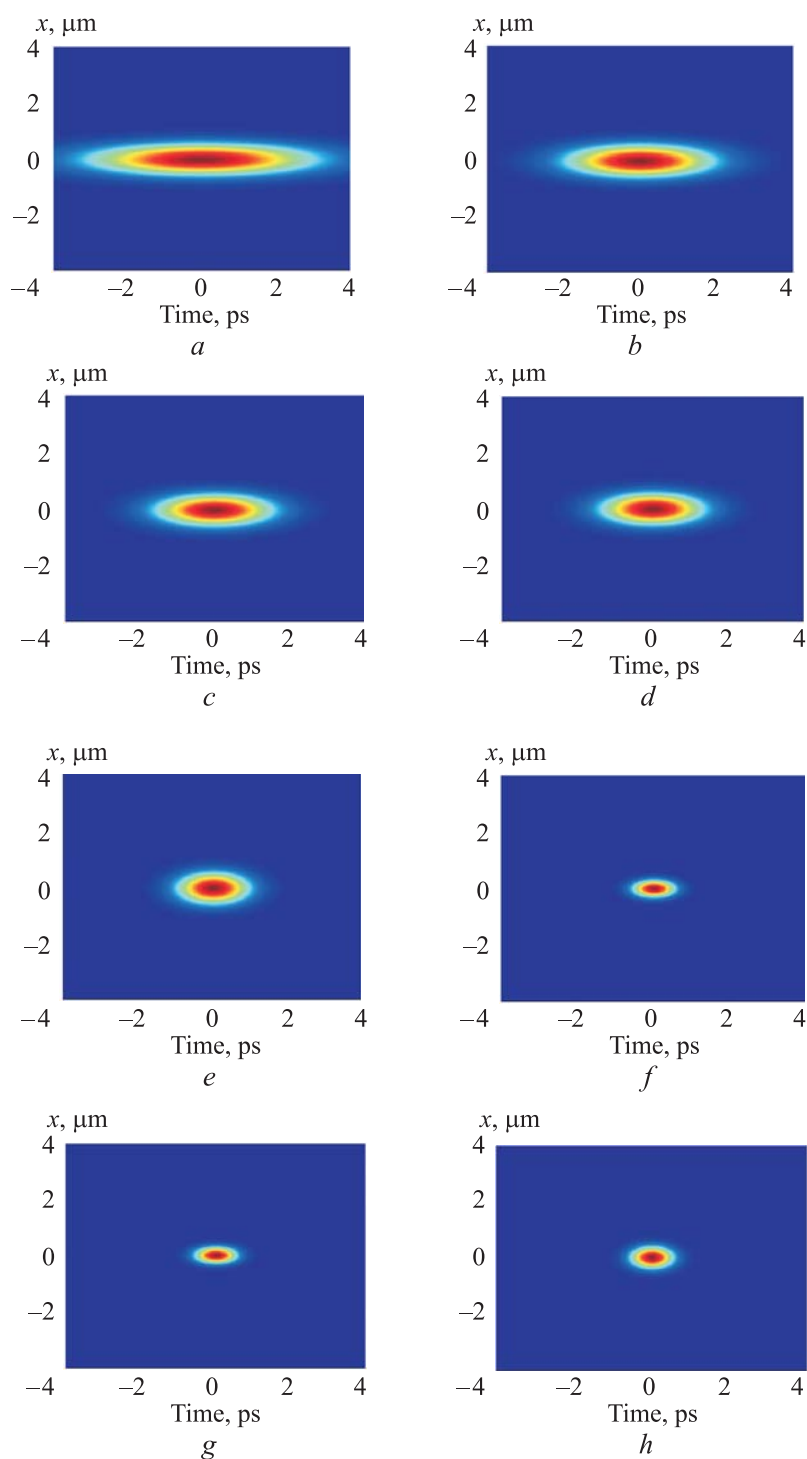 x, μm
4
2
0
–2
–4 –2 0 2 4
Time, ps
a
x, μm
4
2
0
–2
–4 –2 0 2 4
Time, ps
b
x, μm
4
2
0
–2
–4 –2 0 2 4
Time, ps
c
x, μm
4
2
0
–2
–4 –2 0 2 4
Time, ps
d
x, μm
4
2
0
–2
–4 –2 0 2 4
Time, ps
e
x, μm
4
2
0
–2
–4 –2 0 2 4
Time, ps
f
x, μm
4
2
0
–2
–4 –2 0 2 4
Time, ps
g
x, μm
4
2
0
–2
–4 –2 0 2 4
Time, ps
h